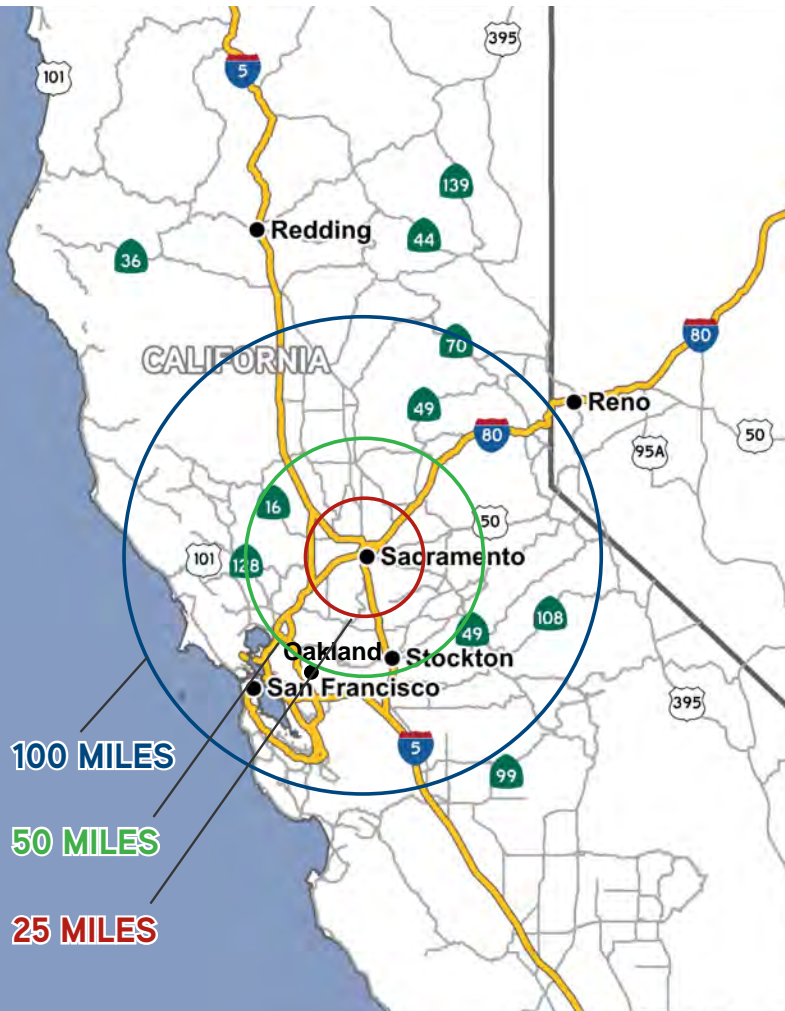 395
101
5
139
Redding
44
36
80
70
CALIFORNIA
Reno
49
50
80
95A
16
50
Sacramento
101
128
108
49
Oakland
Stockton
San Francisco
395
5
100 MILES
99
50 MILES
25 MILES